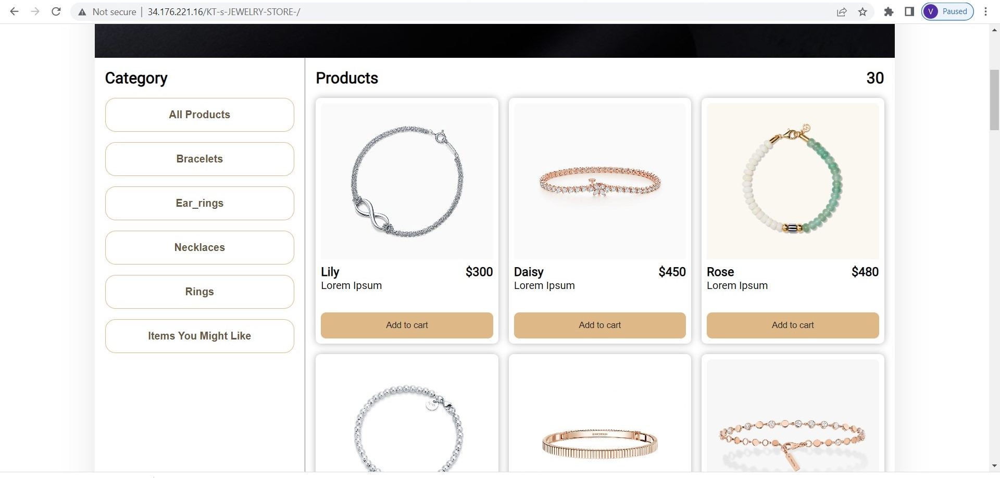 Not secure
34.176.221.16/KT-s-JEWELRY-STORE-/
V
Paused
Category
All Products
Bracelets
Ear_rings
Necklaces
Rings
Items You Might Like
Products
30
Lily
$300
Lorem Ipsum
Add to cart
Daisy
$450
Lorem Ipsum
Add to cart
Rose
$480
Lorem Ipsum
Add to cart
BOUCHERON